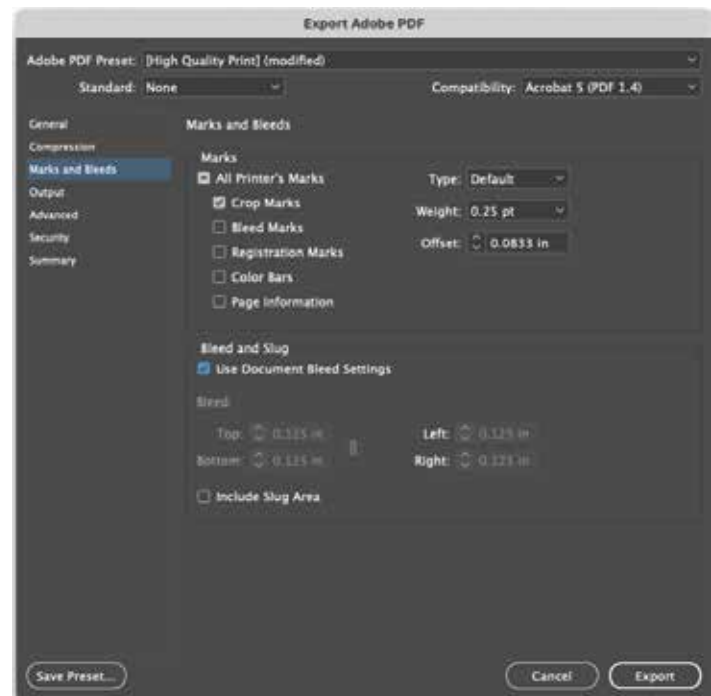 Export Adobe PDF
Adobe PDF Preset: [High Quality Print] (modified)
Standard: None
Compatibility: Acrobat 5 (PDF 1.4)
General
Compression
Marks and Bleeds
Output
Advanced
Security
Summary
Marks and Bleeds
Marks
All Printer's Marks
Crop Marks
Bleed Marks
Registration Marks
Color Bars
Page Information
Type: Default
Weight: 0.25 pt
Offset: 0.0833 in
Bleed and Slug
Use Document Bleed Settings
Bleed
Top: 0.125 in
Bottom: 0.125 in
Left: 0.125 in
Right: 0.125 in
Include Slug Area
Save Preset...
Cancel
Export